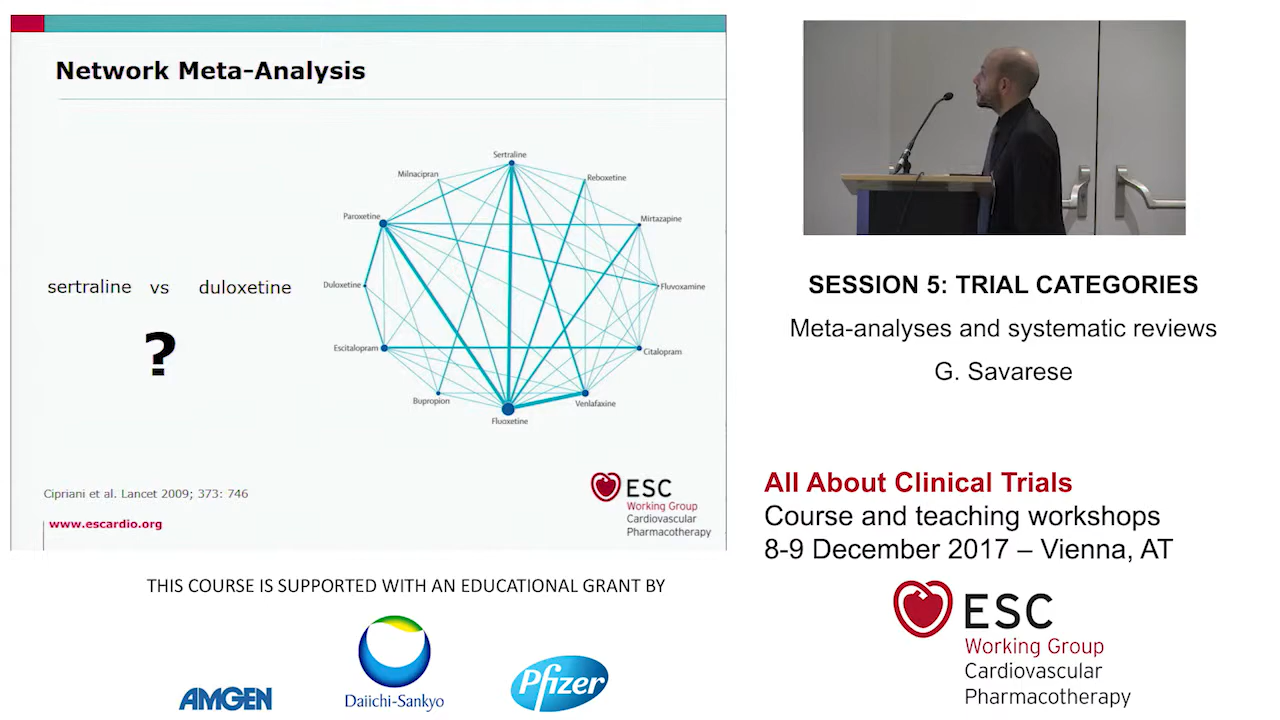 Network Meta-Analysis
Sertraline
Milnacipran
Reboxetine
Paroxetine
Mirtazapine
sertraline vs duloxetine
Duloxetine
Fluvoxamine
?
Escitalopram
Citalopram
Bupropion
Venlafaxine
Fluoxetine
Cipriani et al. Lancet 2009; 373: 746
www.escardio.org
ESC
Working Group
Cardiovascular
Pharmacotherapy
SESSION 5: TRIAL CATEGORIES
Meta-analyses and systematic reviews
G. Savarese
All About Clinical Trials
Course and teaching workshops
8-9 December 2017 – Vienna, AT
ESC
Working Group
Cardiovascular
Pharmacotherapy
THIS COURSE IS SUPPORTED WITH AN EDUCATIONAL GRANT BY
AMGEN
Daiichi-Sankyo
Pfizer